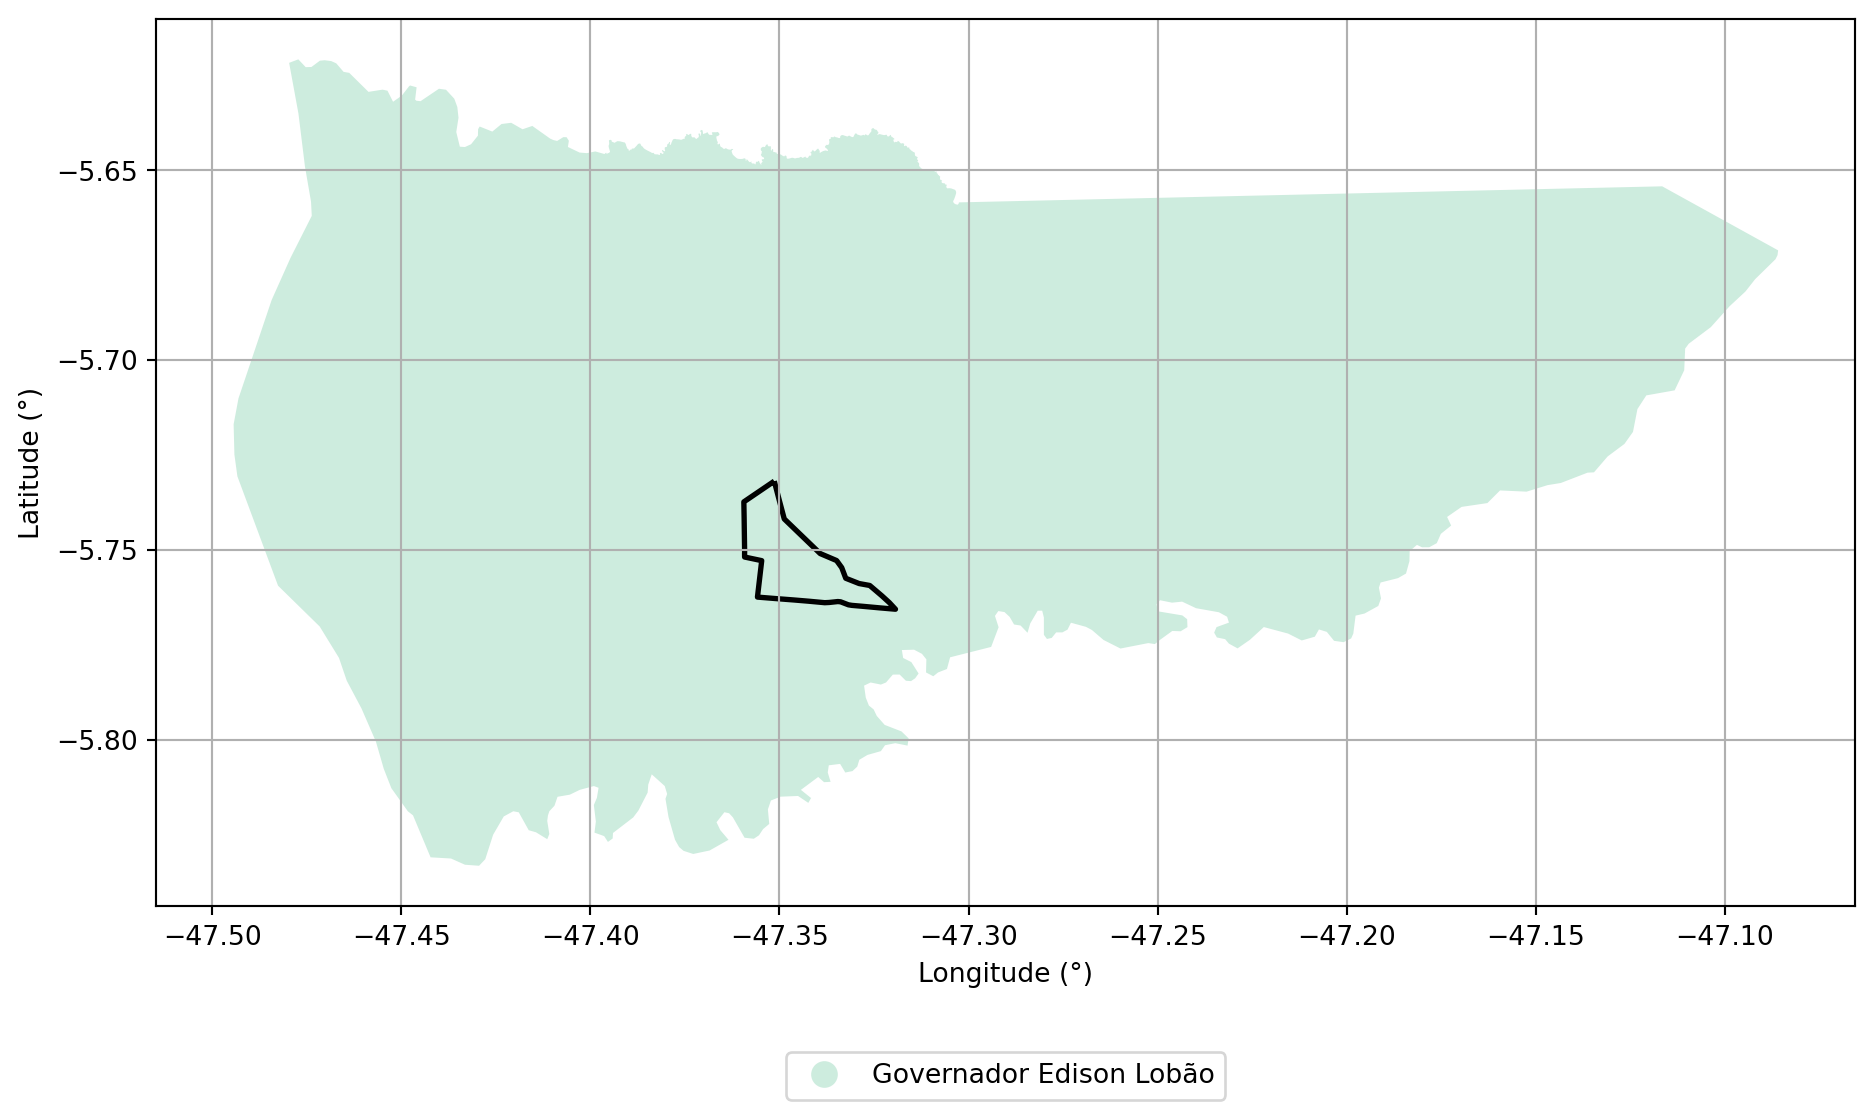 Latitude (°)
−5.65
−5.70
−5.75
−5.80
−47.50 −47.45 −47.40 −47.35 −47.30 −47.25 −47.20 −47.15 −47.10
Longitude (°)
Governador Edison Lobão